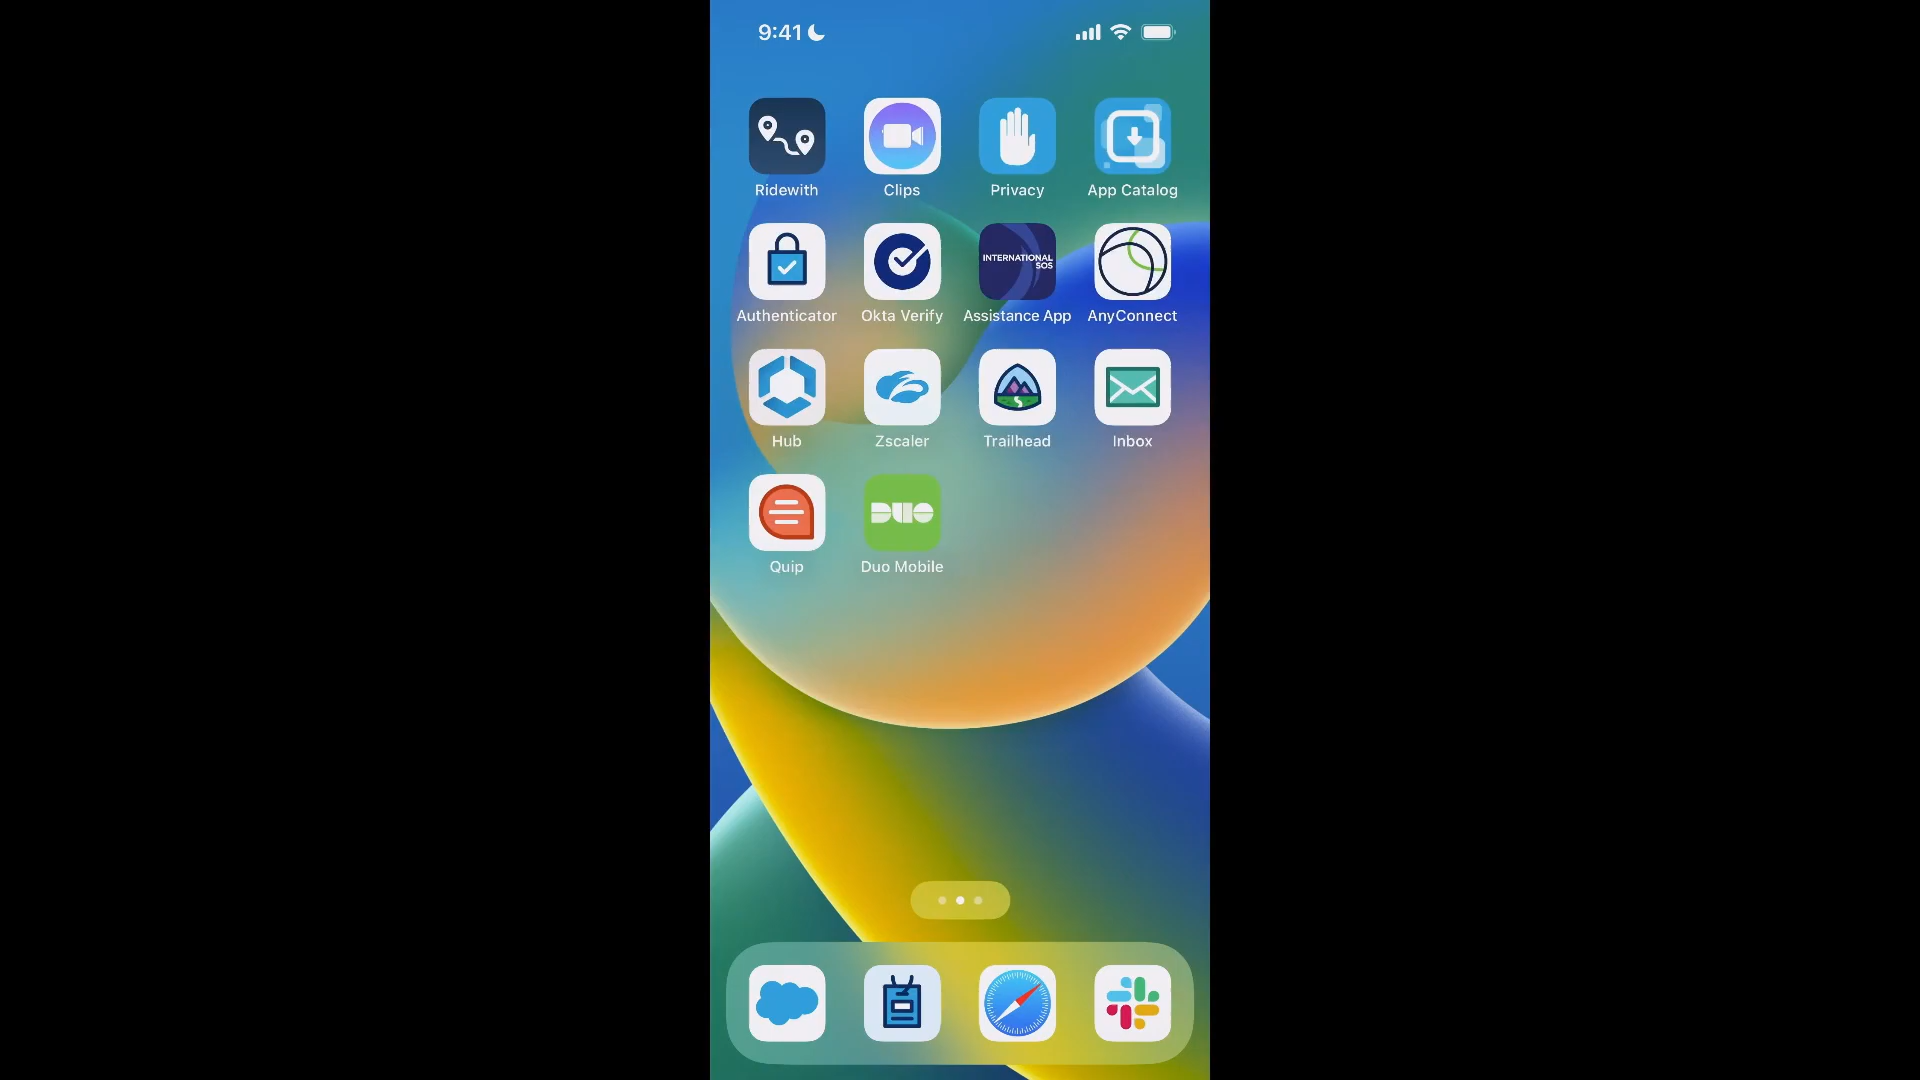 9:41
Ridewith
Clips
Privacy
App Catalog
INTERNATIONAL
SOS
Authenticator
Okta Verify
Assistance App
AnyConnect
Hub
Zscaler
Trailhead
Inbox
DUO
Quip
Duo Mobile